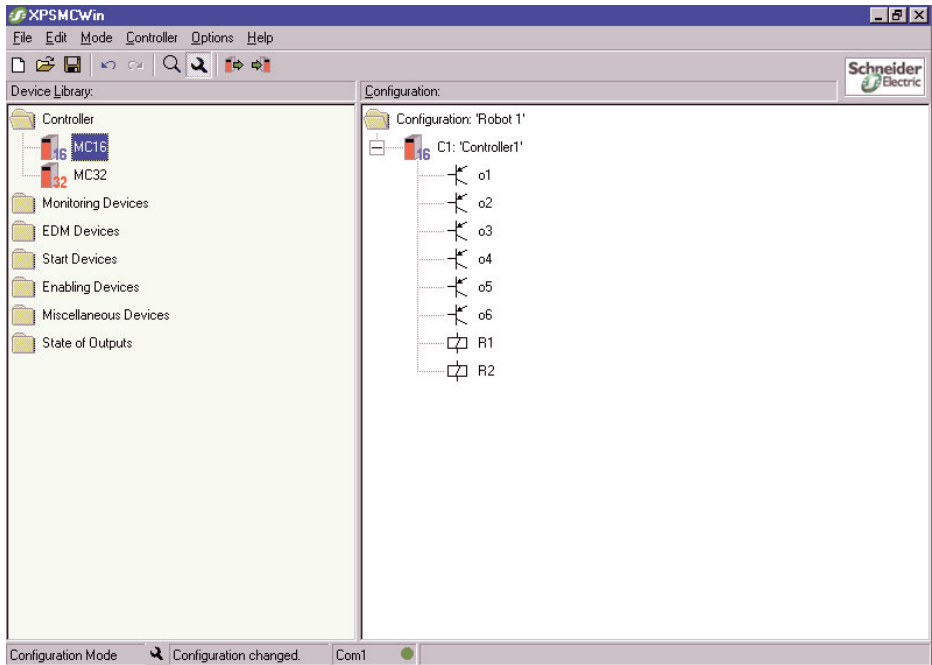 XPSMCWin
File Edit Mode Controller Options Help
Schneider
Electric
Device Library:
Configuration:
Controller
16 MC16
32 MC32
Monitoring Devices
EDM Devices
Start Devices
Enabling Devices
Miscellaneous Devices
State of Outputs
Configuration: 'Robot 1'
16 C1: 'Controller1'
o1
o2
o3
o4
o5
o6
R1
R2
Configuration Mode Configuration changed. Com1